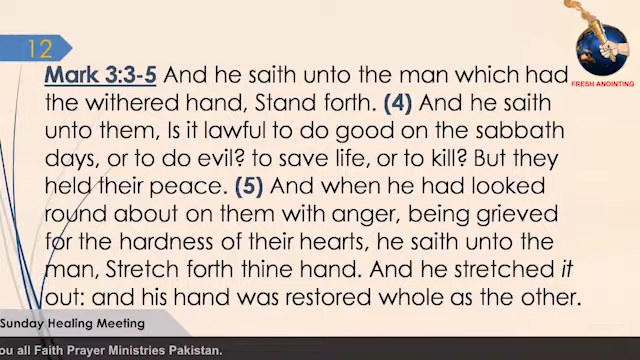 12
FRESH ANOINTING
Mark 3:3-5 And he saith unto the man which had
the withered hand, Stand forth. (4) And he saith
unto them, Is it lawful to do good on the sabbath
days, or to do evil? to save life, or to kill? But they
held their peace. (5) And when he had looked
round about on them with anger, being grieved
for the hardness of their hearts, he saith unto the
man, Stretch forth thine hand. And he stretched it
out: and his hand was restored whole as the other.
Sunday Healing Meeting
all Faith Prayer Ministries Pakistan.